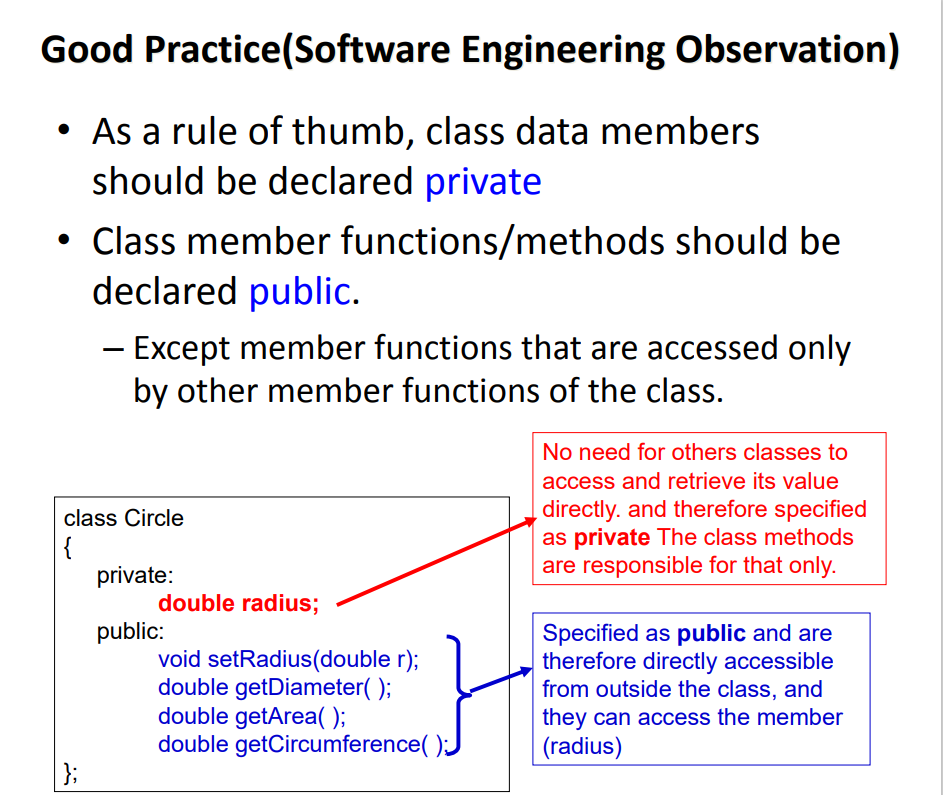 Good Practice(Software Engineering Observation)
• As a rule of thumb, class data members
should be declared private
• Class member functions/methods should be
declared public.
– Except member functions that are accessed only
by other member functions of the class.
No need for others classes to
access and retrieve its value
directly. and therefore specified
as private The class methods
are responsible for that only.
class Circle
{
private:
double radius;
public:
void setRadius(double r);
double getDiameter( );
double getArea( );
double getCircumference( );
};
Specified as public and are
therefore directly accessible
from outside the class, and
they can access the member
(radius)